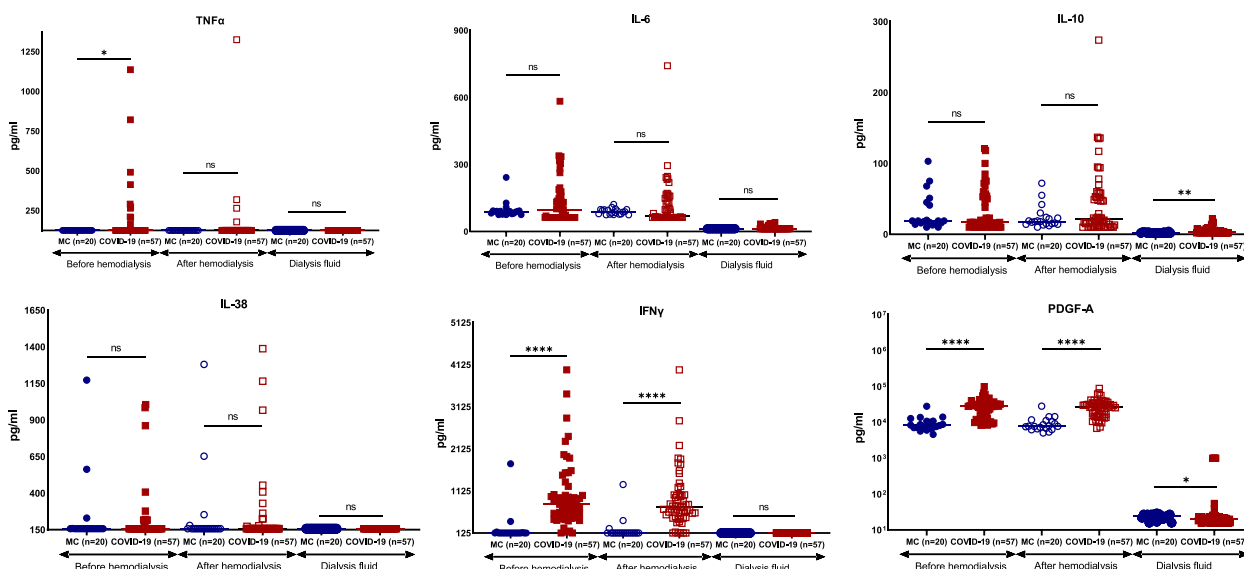 TNFα
1250
1000
750
500
250
pg/ml
*
ns
ns
MC (n=20) COVID-19 (n=57) MC (n=20) COVID-19 (n=57) MC (n=20) COVID-19 (n=57)
Before hemodialysis After hemodialysis Dialysis fluid
IL-6
900
600
300
0
pg/ml
ns
ns
ns
MC (n=20) COVID-19 (n=57) MC (n=20) COVID-19 (n=57) MC (n=20) COVID-19 (n=57)
Before hemodialysis After hemodialysis Dialysis fluid
IL-10
300
200
100
0
pg/ml
ns
ns
**
MC (n=20) COVID-19 (n=57) MC (n=20) COVID-19 (n=57) MC (n=20) COVID-19 (n=57)
Before hemodialysis After hemodialysis Dialysis fluid
IL-38
1650
1400
1150
900
650
400
150
pg/ml
ns
ns
ns
MC (n=20) COVID-19 (n=57) MC (n=20) COVID-19 (n=57) MC (n=20) COVID-19 (n=57)
Before hemodialysis After hemodialysis Dialysis fluid
IFNγ
5125
4125
3125
2125
1125
125
pg/ml
****
****
ns
MC (n=20) COVID-19 (n=57) MC (n=20) COVID-19 (n=57) MC (n=20) COVID-19 (n=57)
Before hemodialysis After hemodialysis Dialysis fluid
PDGF-A
10⁷
10⁶
10⁵
10⁴
10³
10²
10¹
pg/ml
****
****
*
MC (n=20) COVID-19 (n=57) MC (n=20) COVID-19 (n=57) MC (n=20) COVID-19 (n=57)
Before hemodialysis After hemodialysis Dialysis fluid